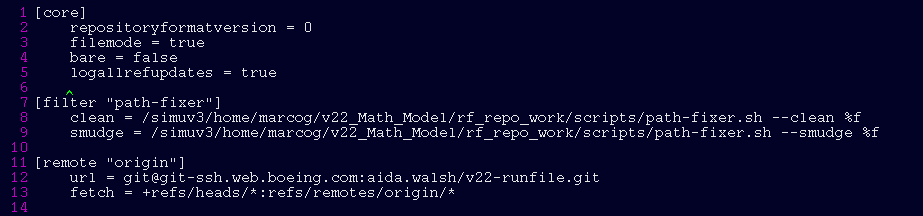 1 [core]
2     repositoryformatversion = 0
3     filemode = true
4     bare = false
5     logallrefupdates = true
6     ^
7 [filter "path-fixer"]
8     clean = /simuv3/home/marcog/v22_Math_Model/rf_repo_work/scripts/path-fixer.sh --clean %f
9     smudge = /simuv3/home/marcog/v22_Math_Model/rf_repo_work/scripts/path-fixer.sh --smudge %f
10
11 [remote "origin"]
12     url = git@git-ssh.web.boeing.com:aida.walsh/v22-runfile.git
13     fetch = +refs/heads/*:refs/remotes/origin/*
14